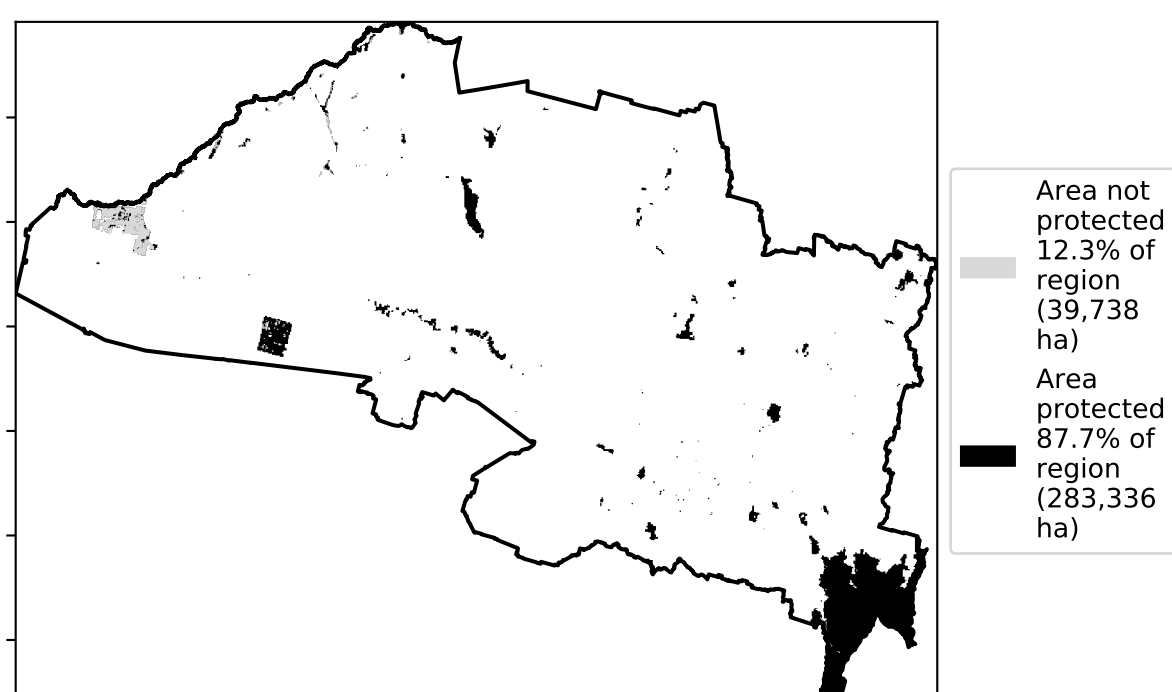 Area not
protected
12.3% of
region
(39,738
ha)
Area
protected
87.7% of
region
(283,336
ha)